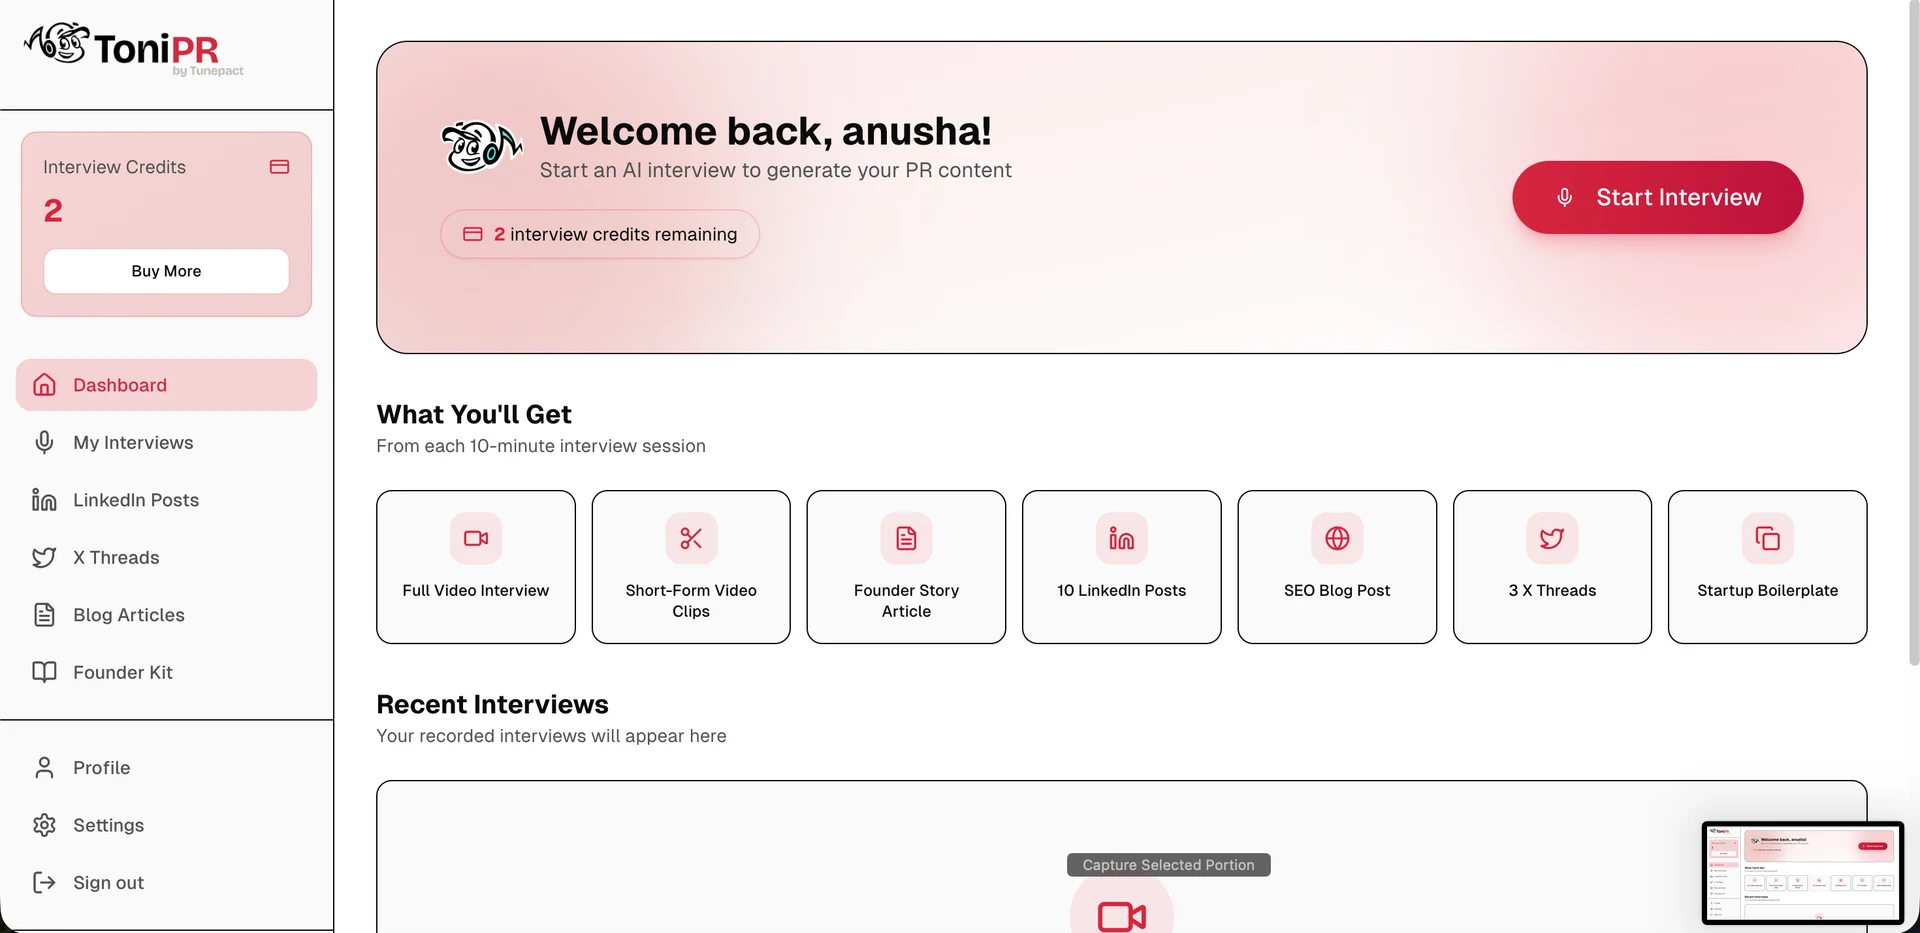 ToniPR
by Tunepact
Interview Credits
2
Buy More
Dashboard
My Interviews
LinkedIn Posts
X Threads
Blog Articles
Founder Kit
Profile
Settings
Sign out
Welcome back, anusha!
Start an AI interview to generate your PR content
2 interview credits remaining
Start Interview
What You'll Get
From each 10-minute interview session
Full Video Interview
Short-Form Video
Clips
Founder Story
Article
10 LinkedIn Posts
SEO Blog Post
3 X Threads
Startup Boilerplate
Recent Interviews
Your recorded interviews will appear here
Capture Selected Portion
ToniPR
Welcome back, anusha!